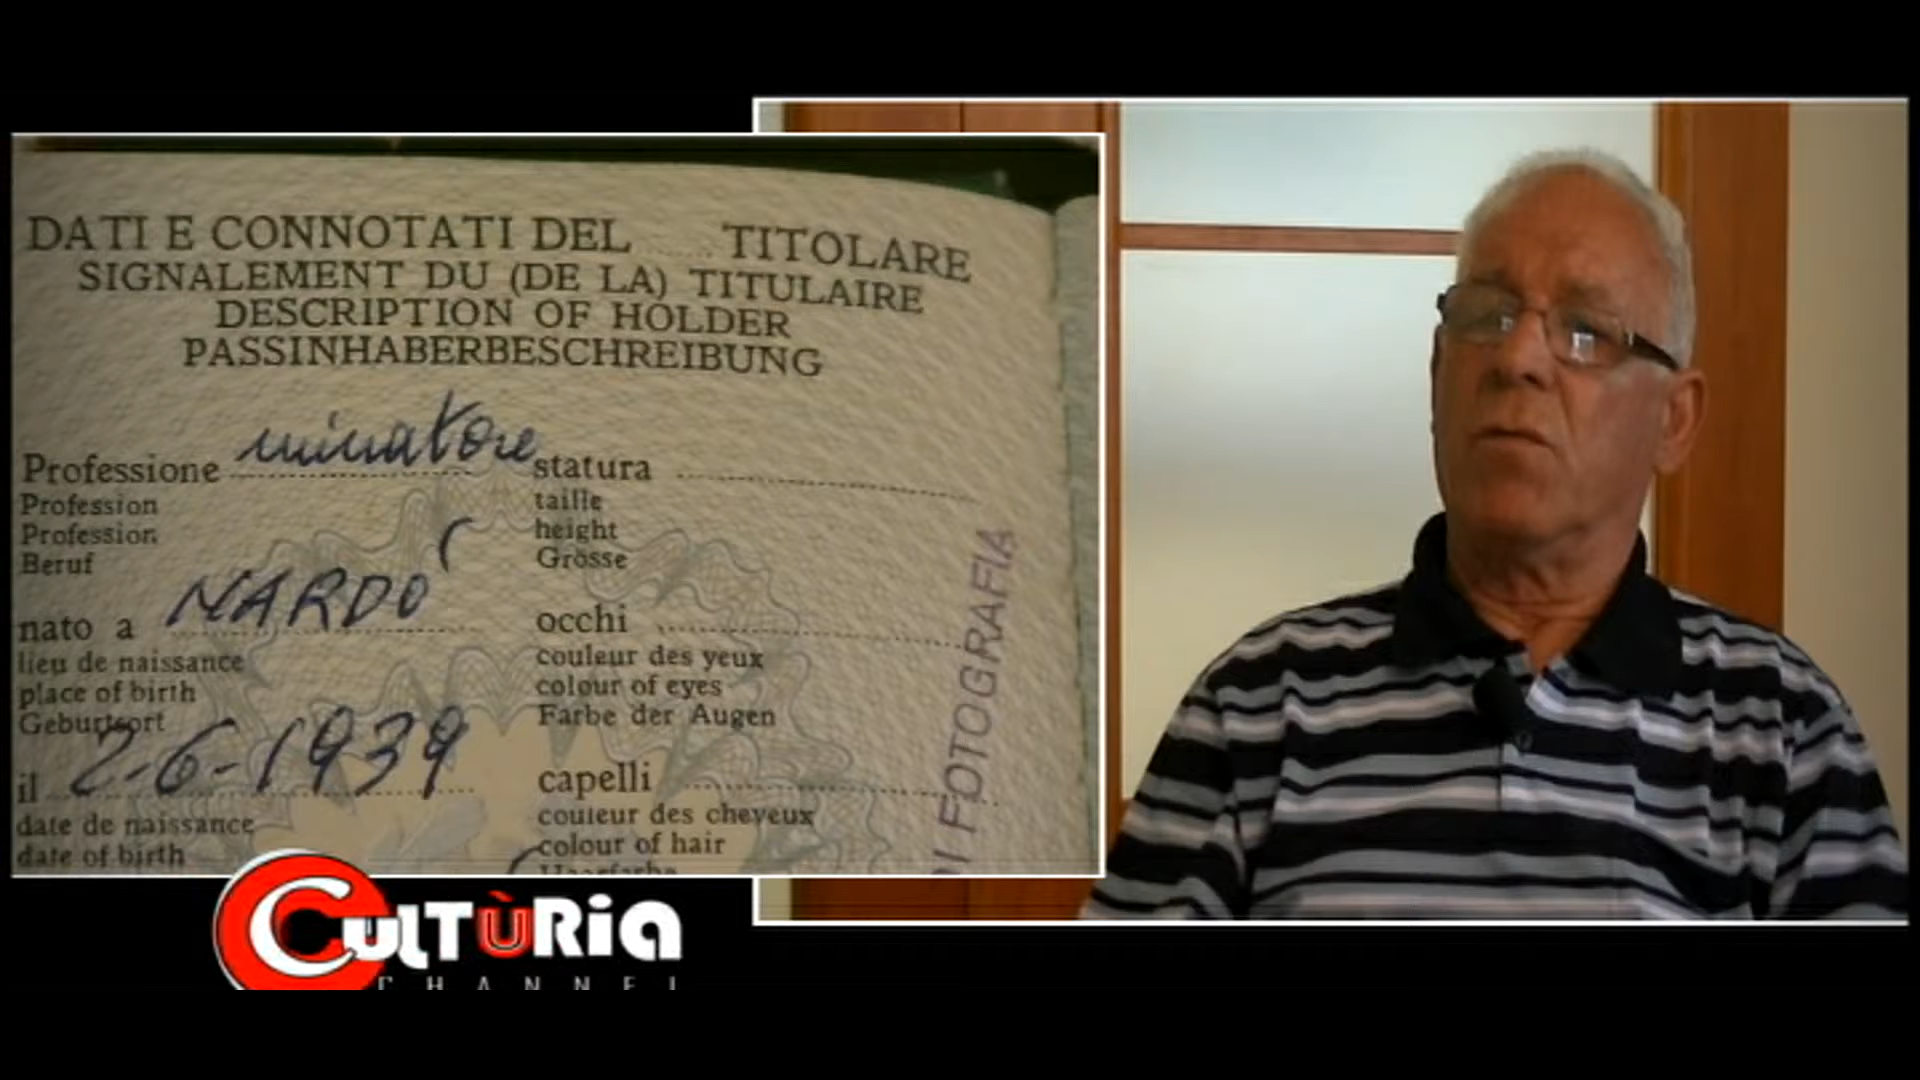 DATI E CONNOTATI DEL ...... TITOLARE
SIGNALEMENT DU (DE LA) TITULAIRE
DESCRIPTION OF HOLDER
PASSINHABERBESCHREIBUNG
Professione minatore
Profession
Profession
Beruf
nato a NARDO'
lieu de naissance
place of birth
Geburtsort
il 2-6-1939
date de naissance
date of birth
statura
taille
height
Grösse
occhi
couleur des yeux
colour of eyes
Farbe der Augen
capelli
couleur des cheveux
colour of hair
Haarfarbe
DI FOTOGRAFIA
CULTÙRIA
CHANNEL